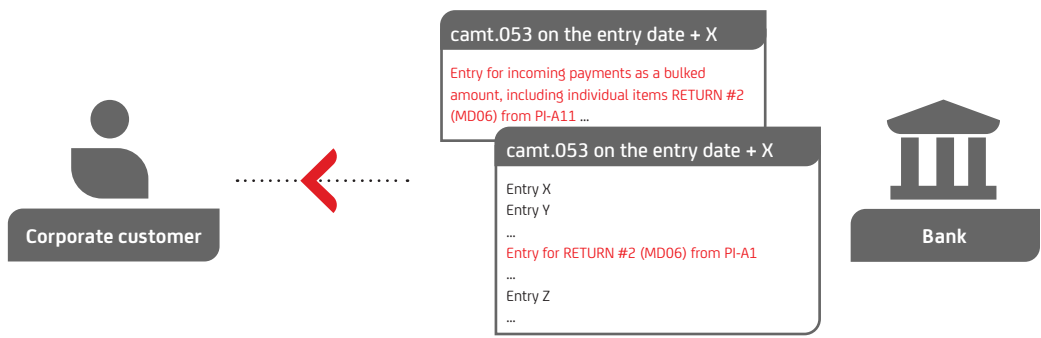 camt.053 on the entry date + X
Entry for incoming payments as a bulked
amount, including individual items RETURN #2
(MD06) from PI-A11 ...
camt.053 on the entry date + X
Entry X
Entry Y
...
Entry for RETURN #2 (MD06) from PI-A1
...
Entry Z
...
Corporate customer
Bank